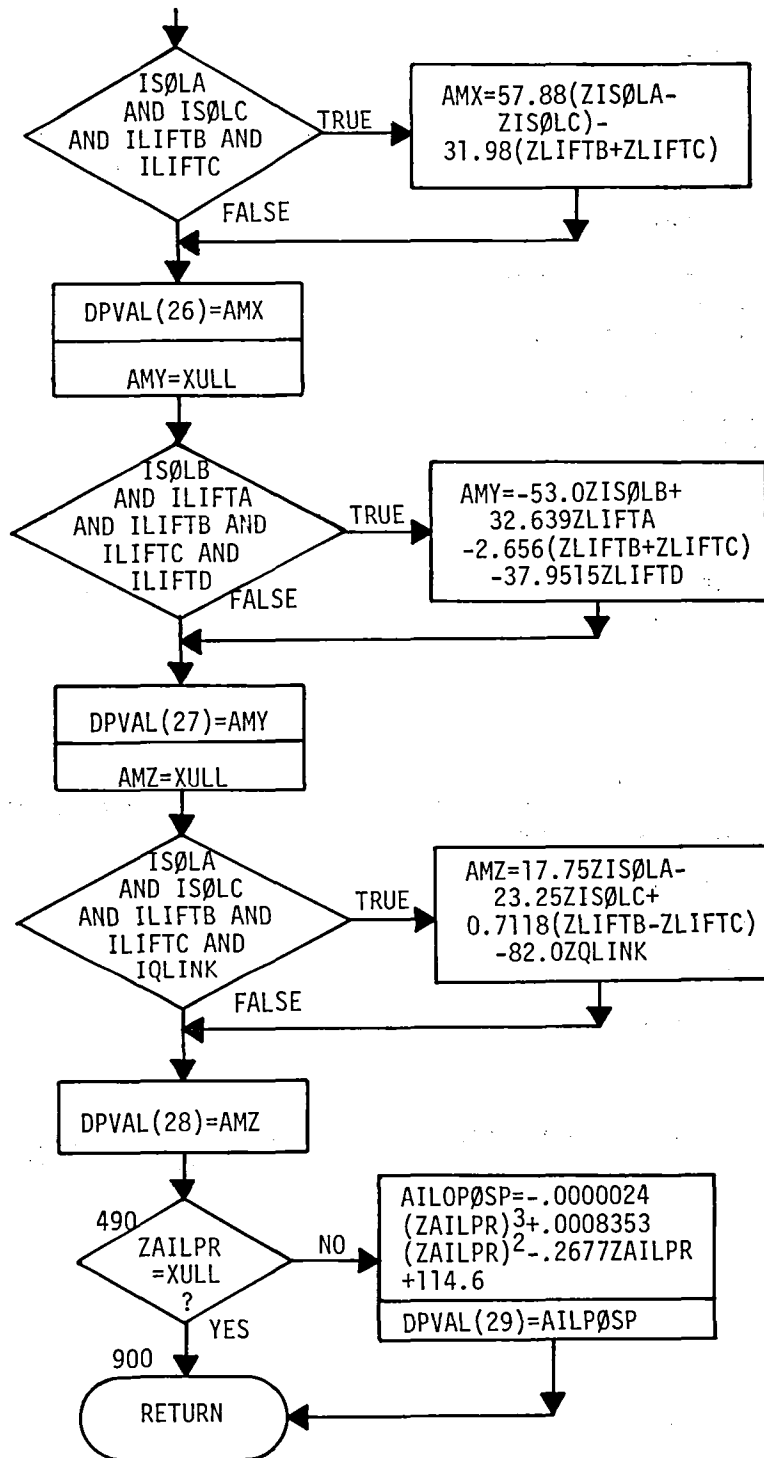 ISØLA
AND ISØLC
AND ILIFTB AND
ILIFTC
TRUE
AMX=57.88(ZISØLA-
ZISØLC)-
31.98(ZLIFTB+ZLIFTC)
FALSE
DPVAL(26)=AMX
AMY=XULL
ISØLB
AND ILIFTA
AND ILIFTB AND
ILIFTC AND
ILIFTD
TRUE
AMY=-53.0ZISØLB+
32.639ZLIFTA
-2.656(ZLIFTB+ZLIFTC)
-37.9515ZLIFTD
FALSE
DPVAL(27)=AMY
AMZ=XULL
ISØLA
AND ISØLC
AND ILIFTB AND
ILIFTC AND
IQLINK
TRUE
AMZ=17.75ZISØLA-
23.25ZISØLC+
0.7118(ZLIFTB-ZLIFTC)
-82.0ZQLINK
FALSE
DPVAL(28)=AMZ
490
ZAILPR
=XULL
?
NO
AILOPØSP=-.0000024
(ZAILPR)³+.0008353
(ZAILPR)²-.2677ZAILPR
+114.6
DPVAL(29)=AILPØSP
YES
900
RETURN